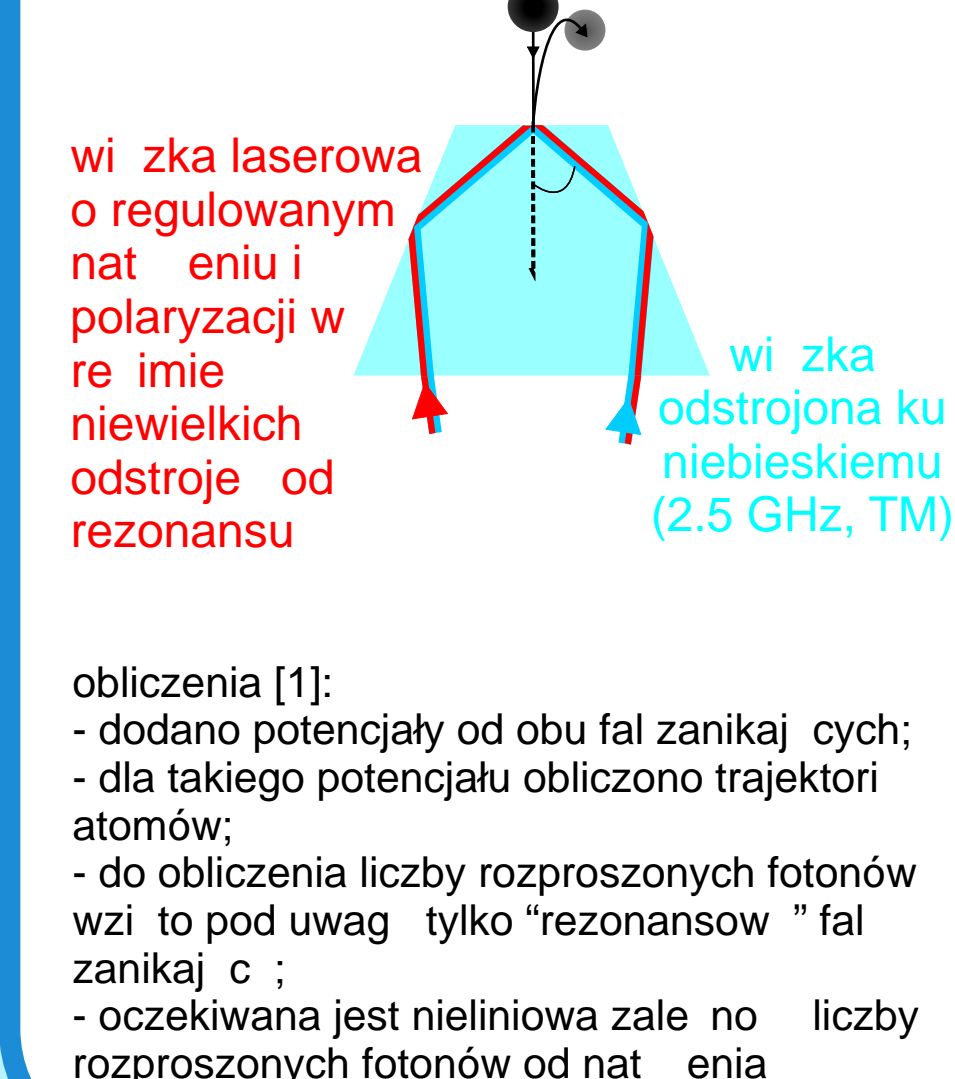 wi zka laserowa
o regulowanym
nat eniu i
polaryzacji w
re imie
niewielkich
odstroje od
rezonansu
wi zka
odstrojona ku
niebieskiemu
(2.5 GHz, TM)
obliczenia [1]:
- dodano potencjały od obu fal zanikaj cych;
- dla takiego potencjału obliczono trajektori
atomów;
- do obliczenia liczby rozproszonych fotonów
wzi to pod uwag tylko “rezonansow ” fal
zanikaj c ;
- oczekiwana jest nieliniowa zale no liczby
rozproszonych fotonów od nat enia